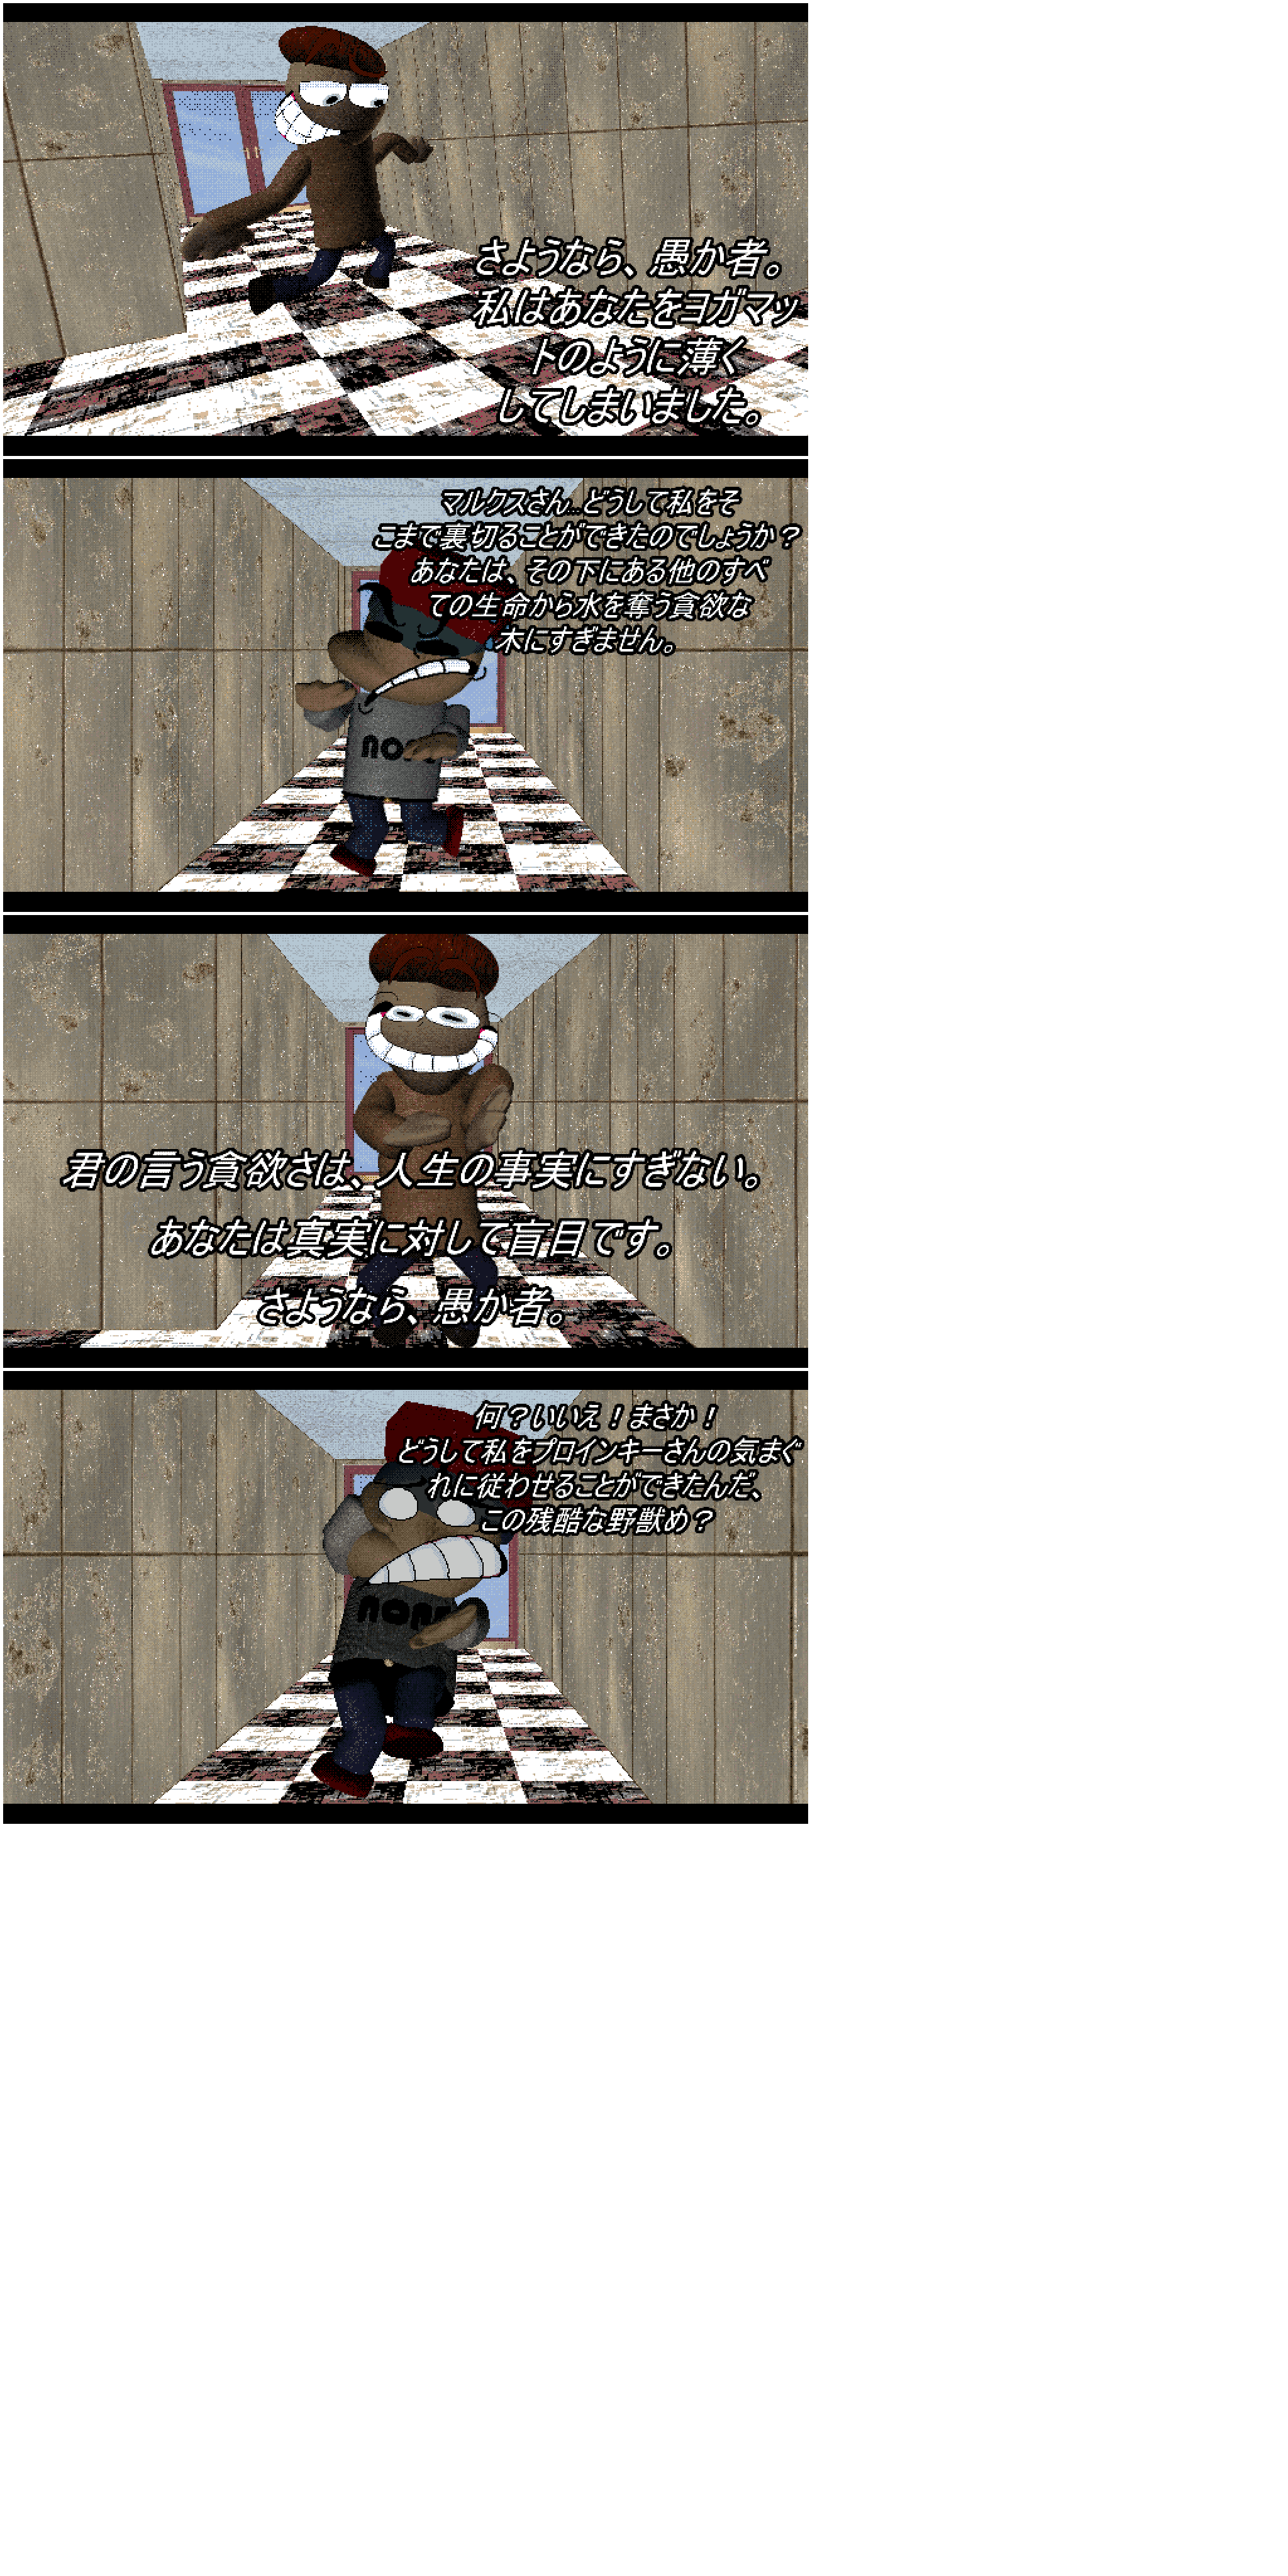 さようなら、愚か者。
私はあなたをヨガマッ
トのように薄く
してしまいました。
マルクスさん...どうして私をそ
こまで裏切ることができたのでしょうか？
あなたは、その下にある他のすべ
ての生命から水を奪う貪欲な
木にすぎません。
君の言う貪欲さは、人生の事実にすぎない。
あなたは真実に対して盲目です。
さようなら、愚か者。
何？いいえ！まさか！
どうして私をプロインキーさんの気まぐ
れに従わせることができたんだ、
この残酷な野獣め？